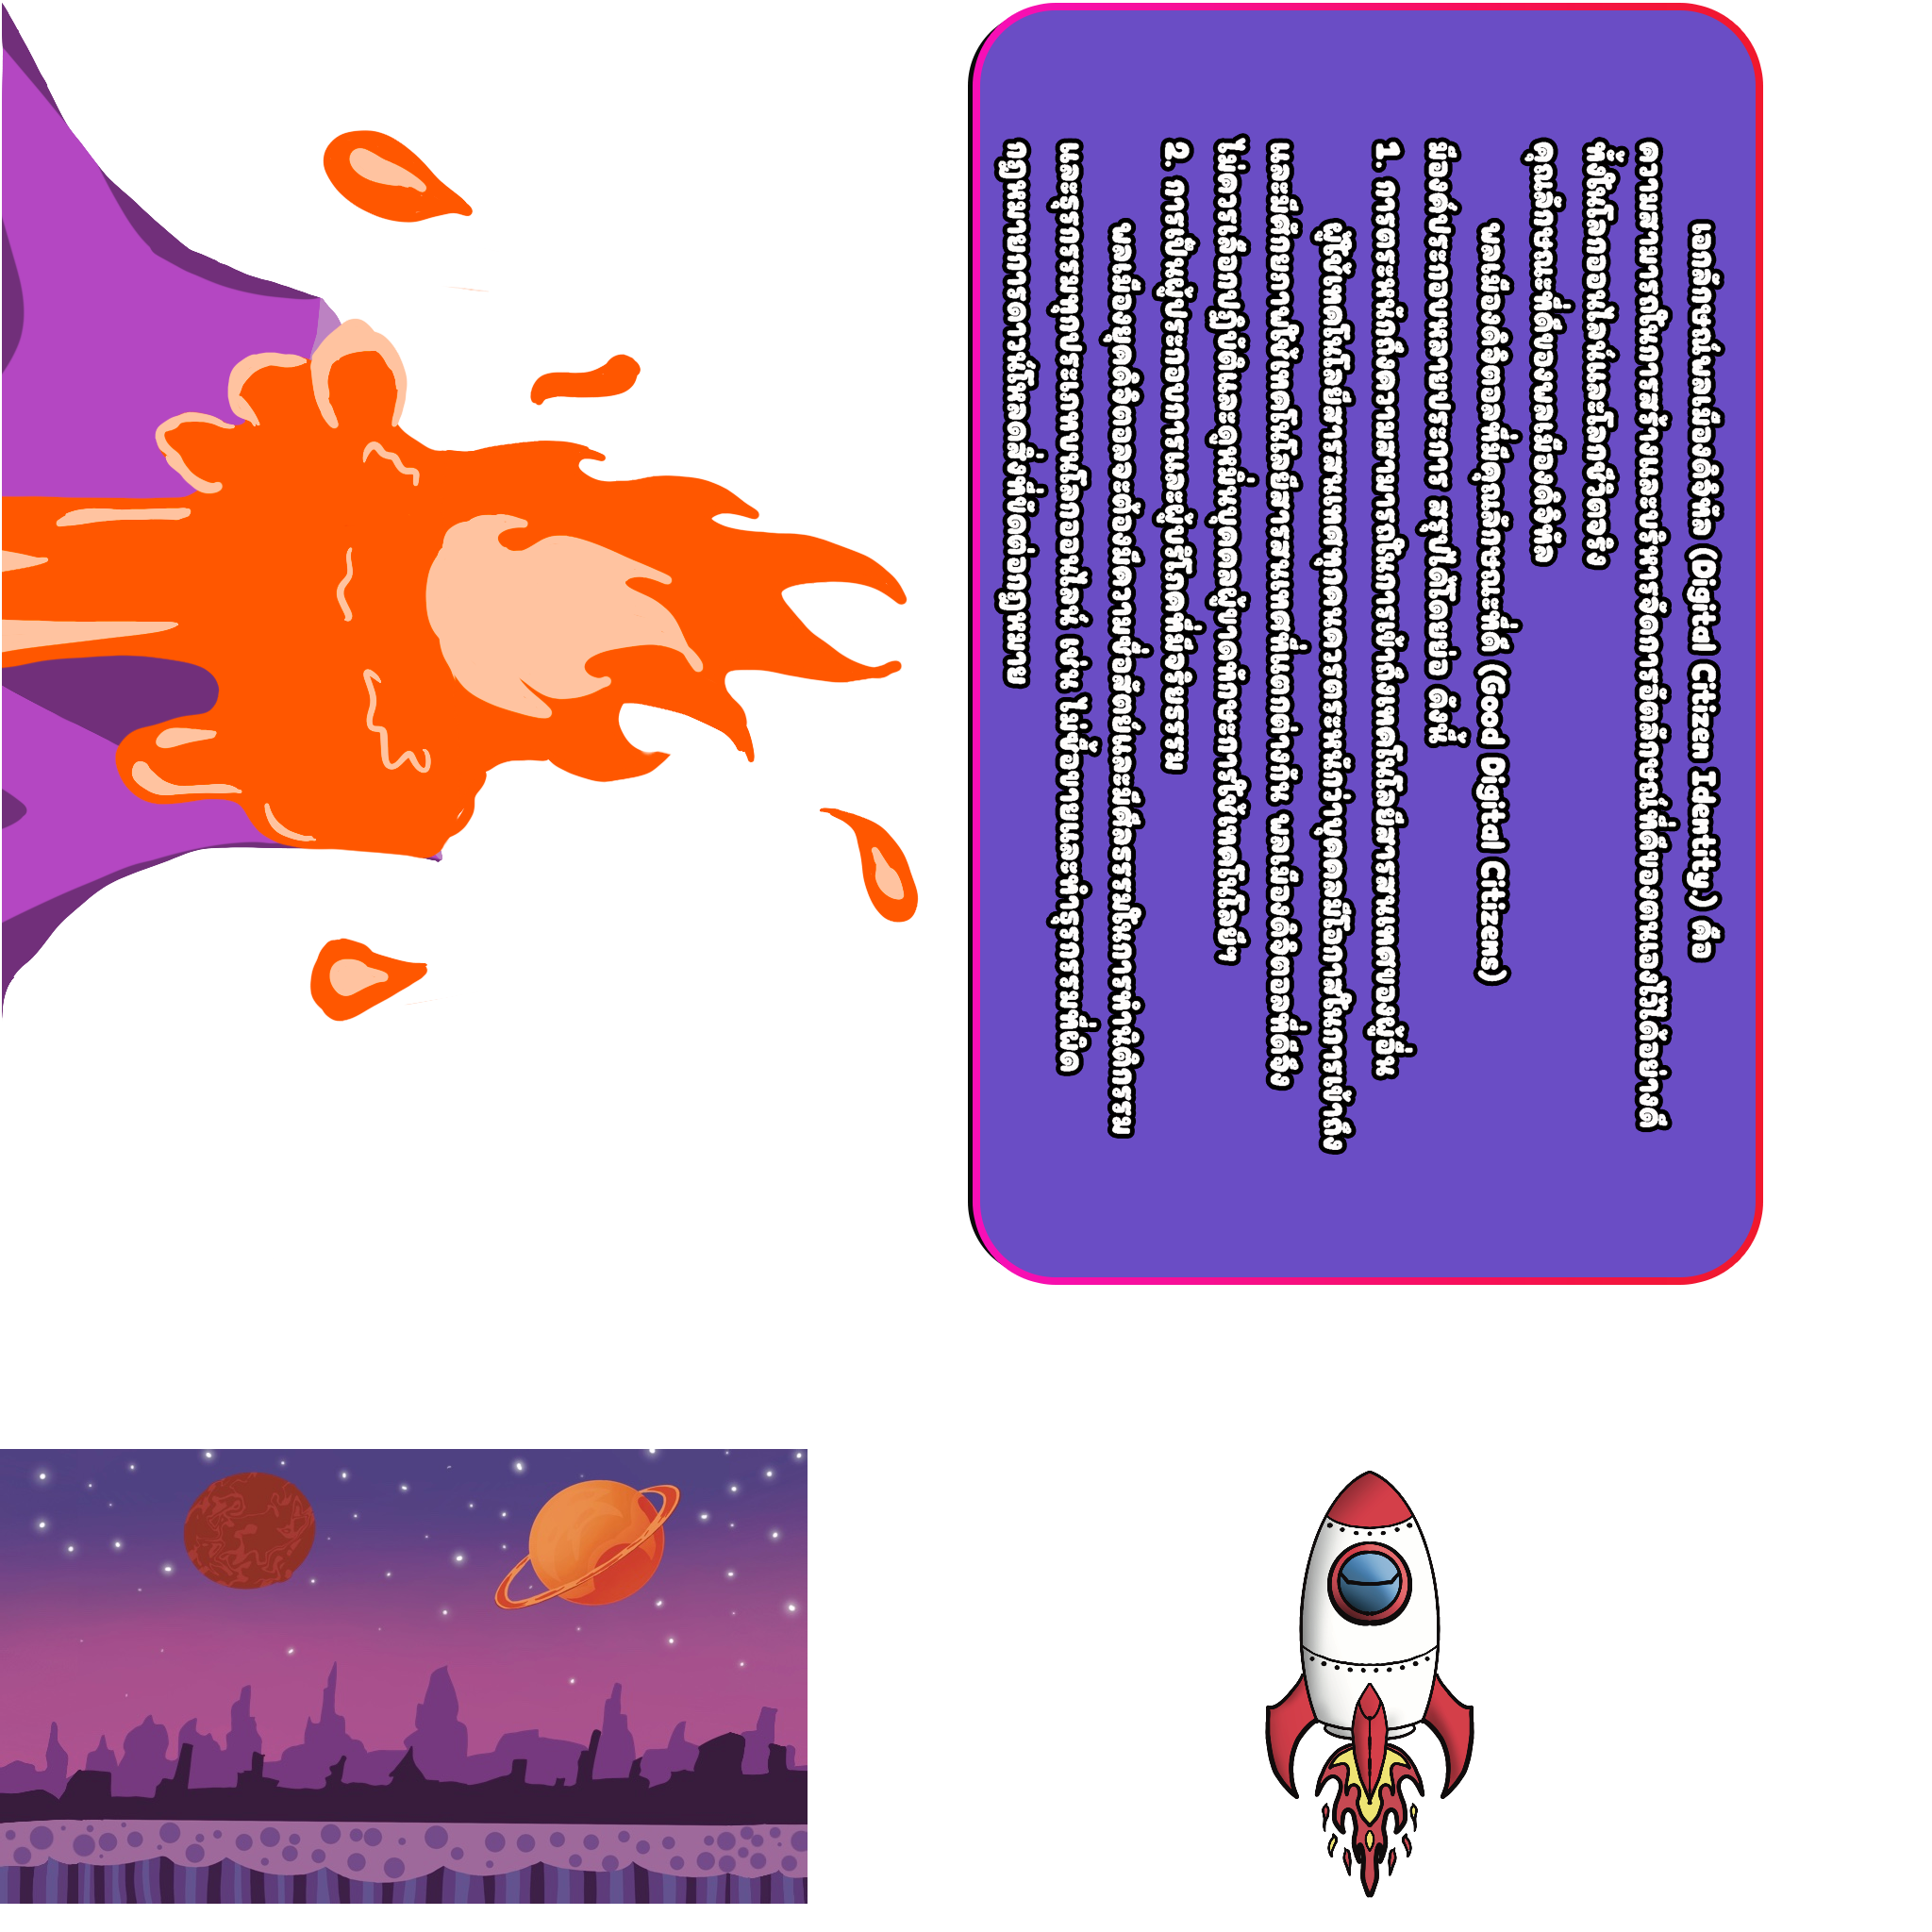 เอกลักษณ์พลเมืองดิจิทัล (Digital Citizen Identity.) คือ
ความสามารถในการสร้างและบริหารจัดการอัตลักษณ์ที่ดีของตนเองไว้ได้อย่างดี
ทั้งในโลกออนไลน์และโลกชีวิตจริง
คุณลักษณะที่ดีของพลเมืองดิจิทัล
พลเมืองดิจิตอลที่มีคุณลักษณะที่ดี (Good Digital Citizens)
มีองค์ประกอบหลายประการ สรุปได้โดยย่อ ดังนี้
1. การตระหนักถึงความสามารถในการเข้าถึงเทคโนโลยีสารสนเทศของผู้อื่น
ผู้ใช้เทคโนโลยีสารสนเทศทุกคนควรตระหนักว่าบุคคลมีโอกาสในการเข้าถึง
และมีศักยภาพใช้เทคโนโลยีสารสนเทศที่แตกต่างกัน พลเมืองดิจิตอลที่ดีจึง
ไม่ควรเลือกปฏิบัติและดูหมิ่นบุคคลผู้ขาดทักษะการใช้เทคโนโลยีฯ
2. การเป็นผู้ประกอบการและผู้บริโภคที่มีจริยธรรม
พลเมืองยุคดิจิตอลจะต้องมีความซื่อสัตย์และมีศีลธรรมในการทำนิติกรรม
และธุรกรรมทุกประเภทบนโลกออนไลน์ เช่น ไม่ซื้อขายและทำธุรกรรมที่ผิด
กฎหมายการดาวน์โหลดสิ่งที่ขัดต่อกฎหมาย